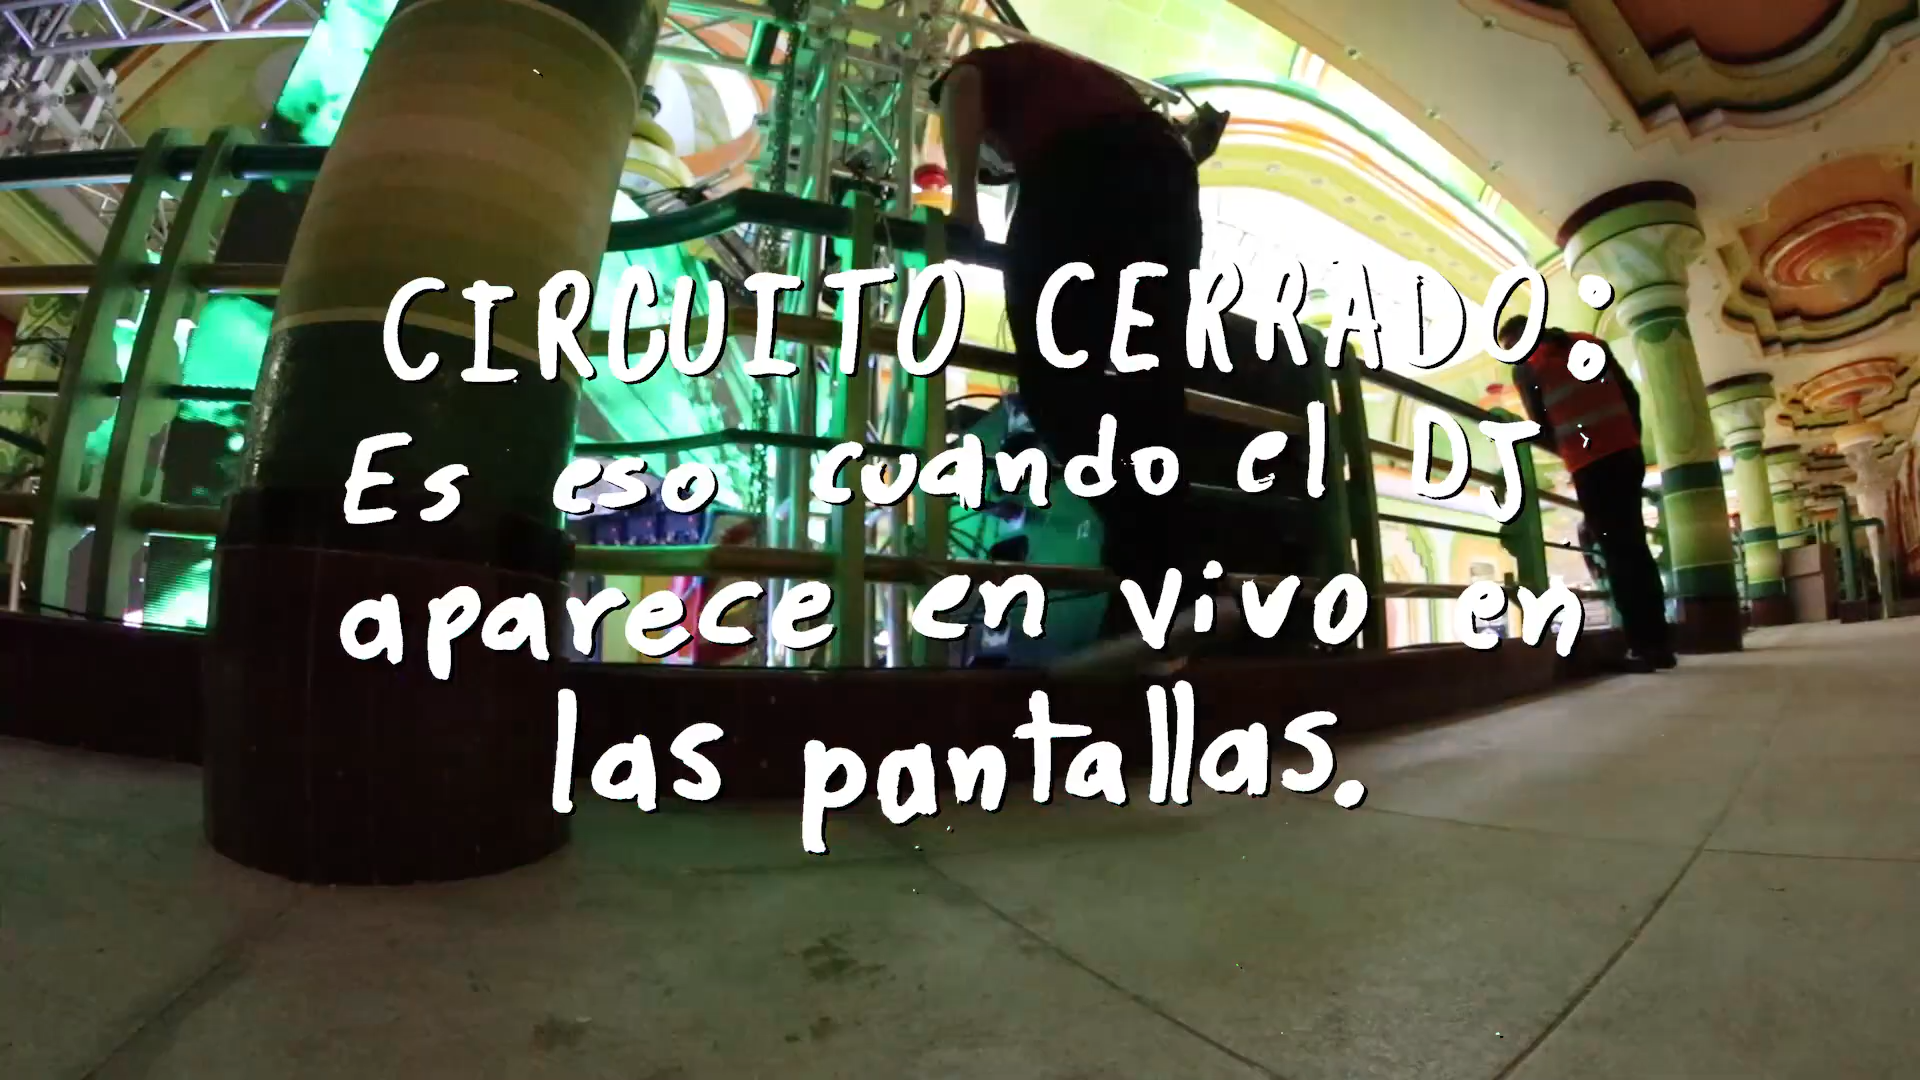 CIRCUITO CERRADO:
Es eso cuando el DJ
aparece en vivo en
las pantallas.